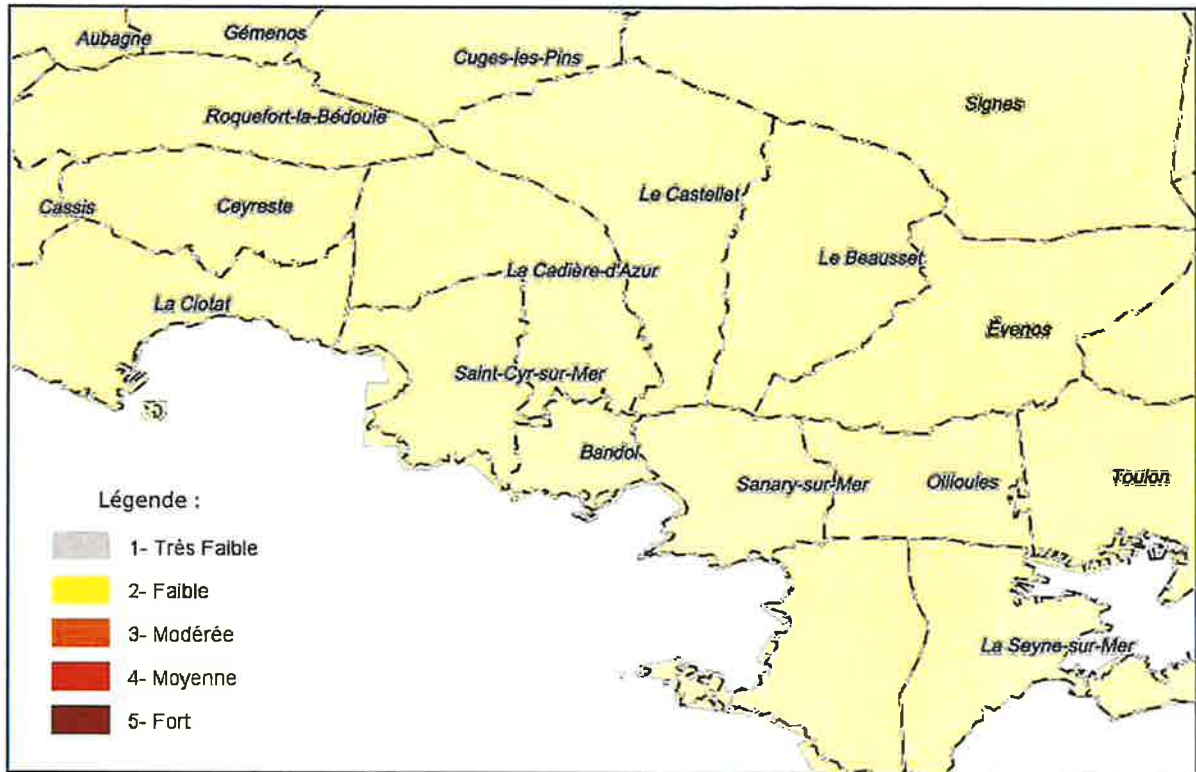 Aubagne
Gémenos
Cuges-les-Pins
Signes
Roquefort-la-Bédoule
Cassis
Ceyreste
Le Castellet
Le Beausset
La Cadière-d'Azur
La Ciotat
Évenos
Saint-Cyr-sur-Mer
Bandol
Sanary-sur-Mer
Ollioules
Toulon
La Seyne-sur-Mer
Légende :
1- Très Faible
2- Faible
3- Modérée
4- Moyenne
5- Fort